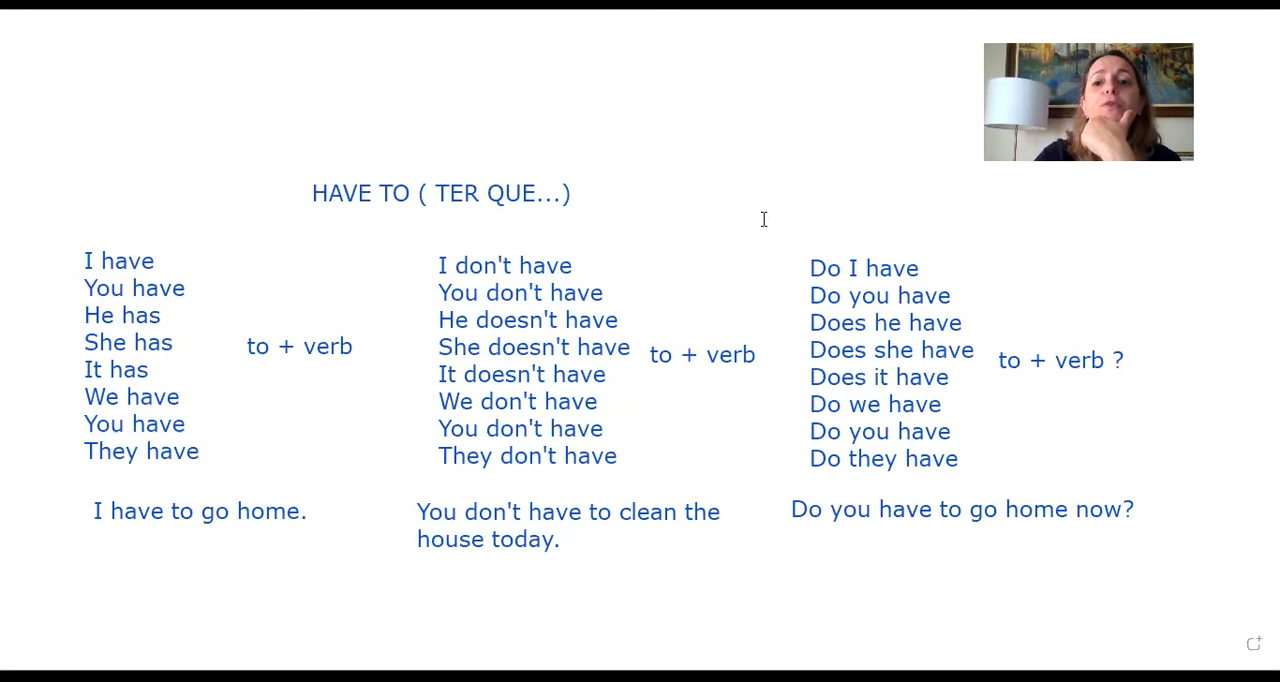 HAVE TO ( TER QUE...)
I have
You have
He has
She has
It has
We have
You have
They have
to + verb
I have to go home.
I don't have
You don't have
He doesn't have
She doesn't have
It doesn't have
We don't have
You don't have
They don't have
to + verb
You don't have to clean the
house today.
Do I have
Do you have
Does he have
Does she have
Does it have
Do we have
Do you have
Do they have
to + verb ?
Do you have to go home now?